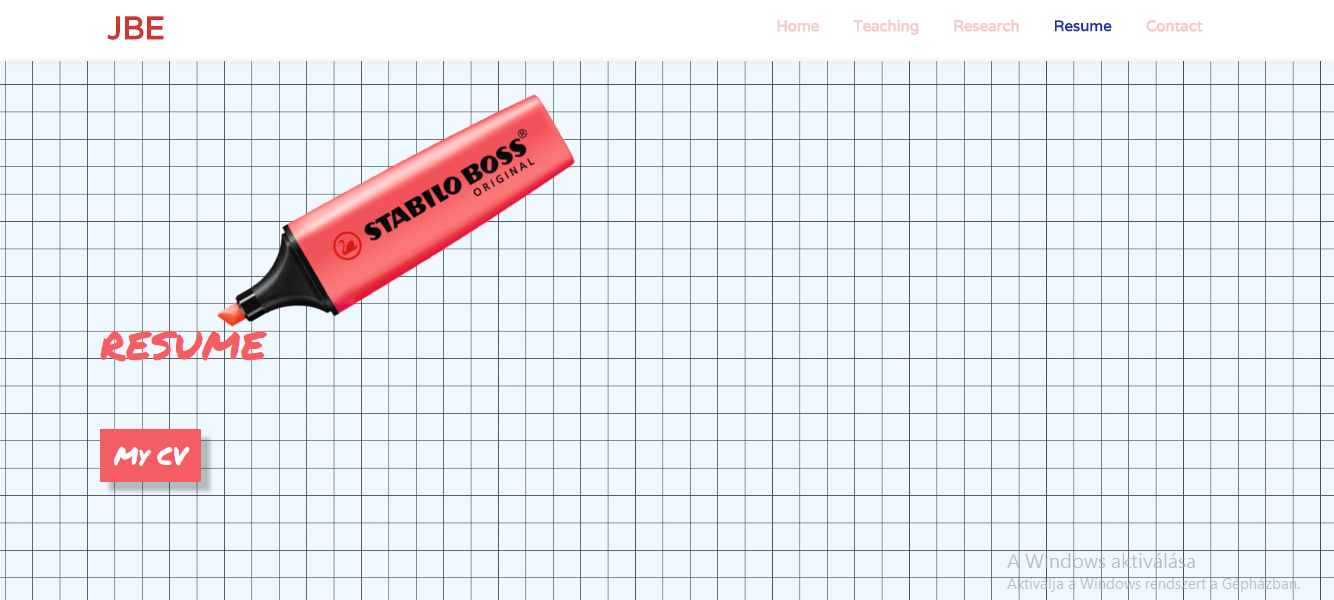 JBE
Home Teaching Research Resume Contact
STABILO BOSS®
ORIGINAL
RESUME
My CV
A Windows aktiválása
Aktiválja a Windows rendszert a Gépházban.